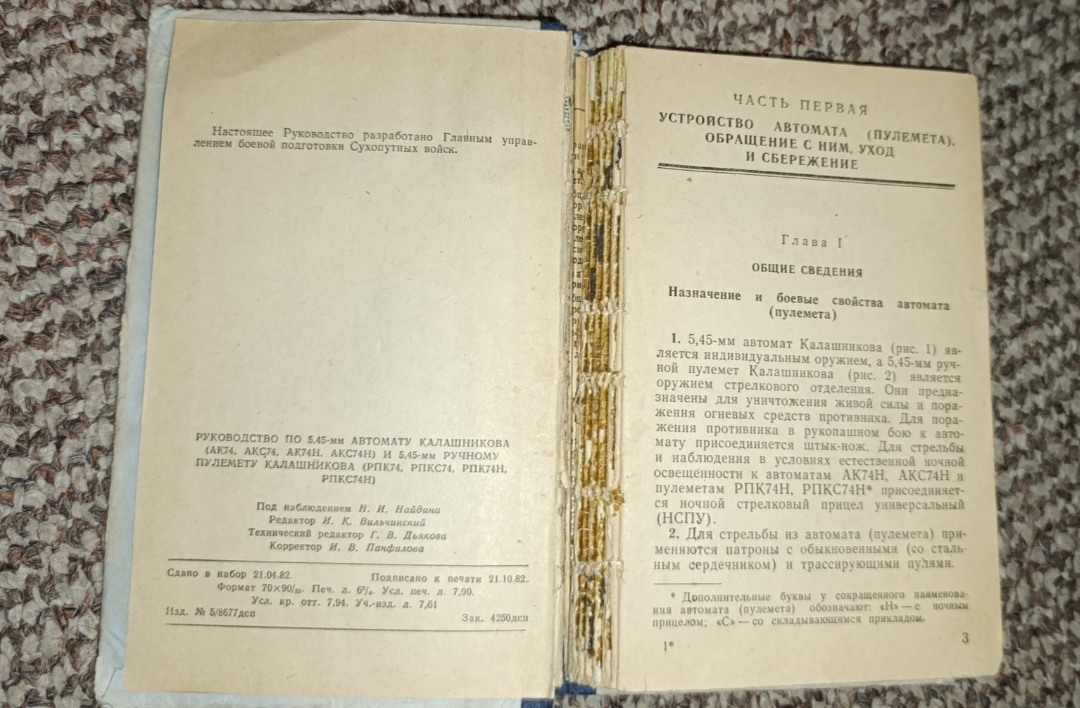 Настоящее Руководство разработано Главным управ-
лением боевой подготовки Сухопутных войск.
РУКОВОДСТВО ПО 5,45-мм АВТОМАТУ КАЛАШНИКОВА
(АК74, АКС74, АК74Н, АКС74Н) И 5,45-мм РУЧНОМУ
ПУЛЕМЕТУ КАЛАШНИКОВА (РПК74, РПКС74, РПК74Н,
РПКС74Н)
Под наблюдением Н. И. Найдина
Редактор И. К. Вильчинский
Технический редактор Г. В. Дьякова
Корректор И. В. Панфилова
Сдано в набор 21.04.82. Подписано к печати 21.10.82.
Формат 70×90/₃₂. Печ. л. 6³/₄. Усл. печ. л. 7,90.
Усл. кр. отт. 7,94. Уч.-изд. л. 7,61
Изд. № 5/8677дсп Зак. 4250дсп
ЧАСТЬ ПЕРВАЯ
УСТРОЙСТВО АВТОМАТА (ПУЛЕМЕТА).
ОБРАЩЕНИЕ С НИМ, УХОД
И СБЕРЕЖЕНИЕ
Глава I
ОБЩИЕ СВЕДЕНИЯ
Назначение и боевые свойства автомата
(пулемета)
1. 5,45-мм автомат Калашникова (рис. 1) яв-
ляется индивидуальным оружием, а 5,45-мм руч-
ной пулемет Калашникова (рис. 2) является
оружием стрелкового отделения. Они предна-
значены для уничтожения живой силы и пора-
жения огневых средств противника. Для пора-
жения противника в рукопашном бою к авто-
мату присоединяется штык-нож. Для стрельбы
и наблюдения в условиях естественной ночной
освещенности к автоматам АК74Н, АКС74Н и
пулеметам РПК74Н, РПКС74Н* присоединяет-
ся ночной стрелковый прицел универсальный
(НСПУ).
2. Для стрельбы из автомата (пулемета) при-
меняются патроны с обыкновенными (со сталь-
ным сердечником) и трассирующими пулями.
* Дополнительные буквы у сокращенного наименова-
ния автомата (пулемета) обозначают: «Н» — с ночным
прицелом; «С» — со складывающимся прикладом.
1* 3